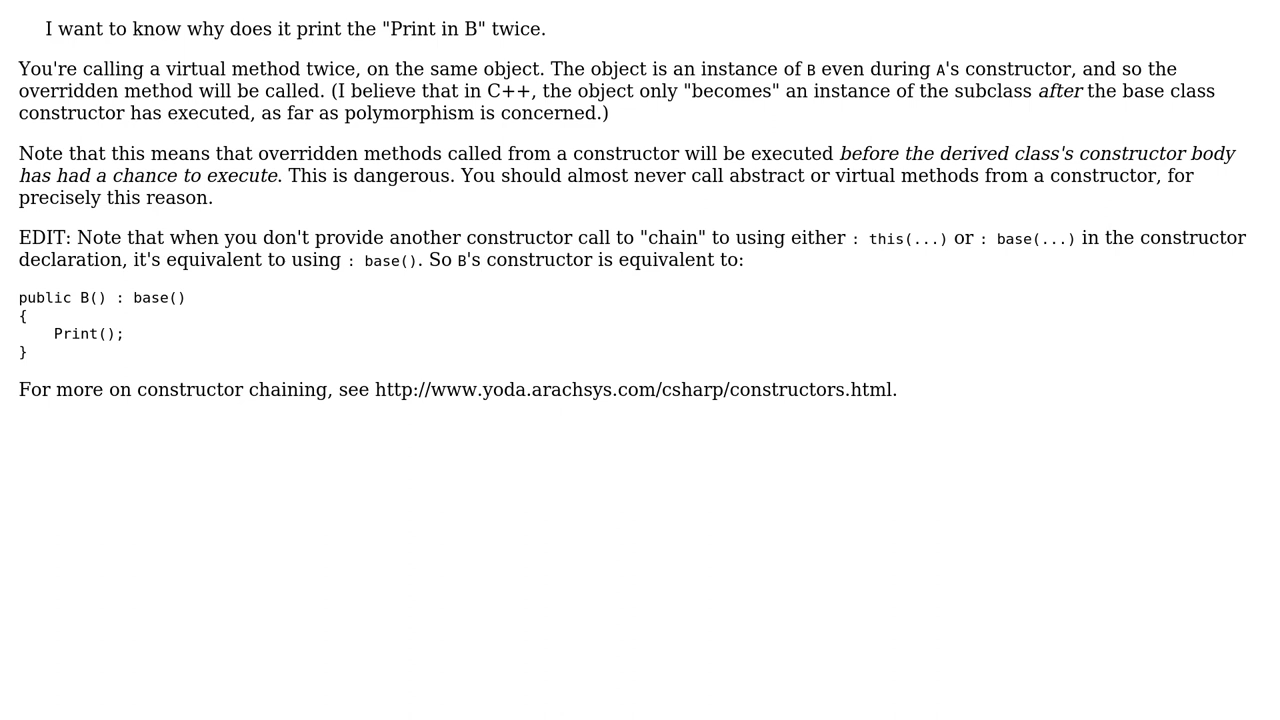 I want to know why does it print the "Print in B" twice.
You're calling a virtual method twice, on the same object. The object is an instance of B even during A's constructor, and so the
overridden method will be called. (I believe that in C++, the object only "becomes" an instance of the subclass after the base class
constructor has executed, as far as polymorphism is concerned.)
Note that this means that overridden methods called from a constructor will be executed before the derived class's constructor body
has had a chance to execute. This is dangerous. You should almost never call abstract or virtual methods from a constructor, for
precisely this reason.
EDIT: Note that when you don't provide another constructor call to "chain" to using either : this(...) or : base(...) in the constructor
declaration, it's equivalent to using : base(). So B's constructor is equivalent to:
public B() : base()
{
    Print();
}
For more on constructor chaining, see http://www.yoda.arachsys.com/csharp/constructors.html.